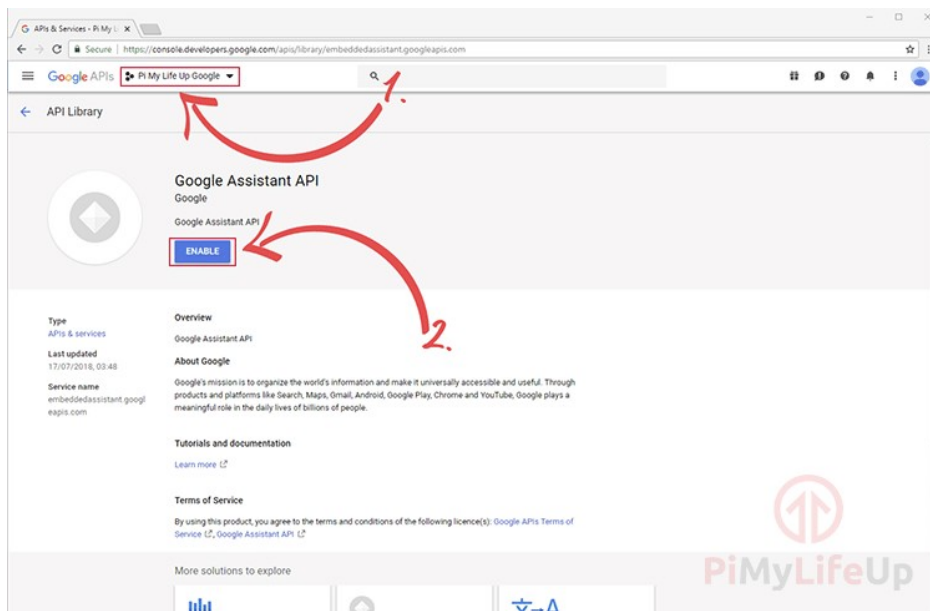 APIs & Services - Pi My L
Secure | https://console.developers.google.com/apis/library/embeddedassistant.googleapis.com
Google APIs Pi My Life Up Google
1.
API Library
Google Assistant API
Google
Google Assistant API
ENABLE
2.
Type
APIs & services
Last updated
17/07/2018, 03:48
Service name
embeddedassistant.googl
eapis.com
Overview
Google Assistant API
About Google
Google's mission is to organize the world's information and make it universally accessible and useful. Through
products and platforms like Search, Maps, Gmail, Android, Google Play, Chrome and YouTube, Google plays a
meaningful role in the daily lives of billions of people.
Tutorials and documentation
Learn more
Terms of Service
By using this product, you agree to the terms and conditions of the following licence(s): Google APIs Terms of
Service, Google Assistant API
More solutions to explore
PiMyLifeUp